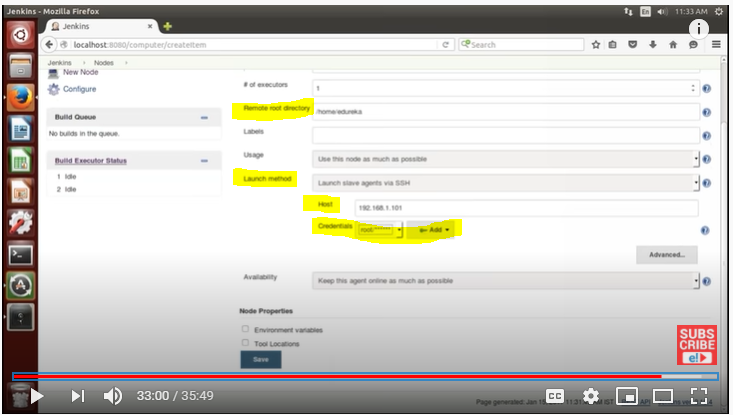 Jenkins - Mozilla Firefox
En 11:33 AM
Jenkins
localhost:8080/computer/createItem
Search
Jenkins Nodes
New Node
Configure
# of executors
1
Remote root directory
/home/edureka
Build Queue
No builds in the queue.
Labels
Usage
Use this node as much as possible
Build Executor Status
1 Idle
2 Idle
Launch method
Launch slave agents via SSH
Host
192.168.1.101
Credentials
root/******
Add
Advanced...
Availability
Keep this agent online as much as possible
Node Properties
Environment variables
Tool Locations
Save
SUBS
CRIBE
e!
33:00 / 35:49
CC
Page generated: Jan 15